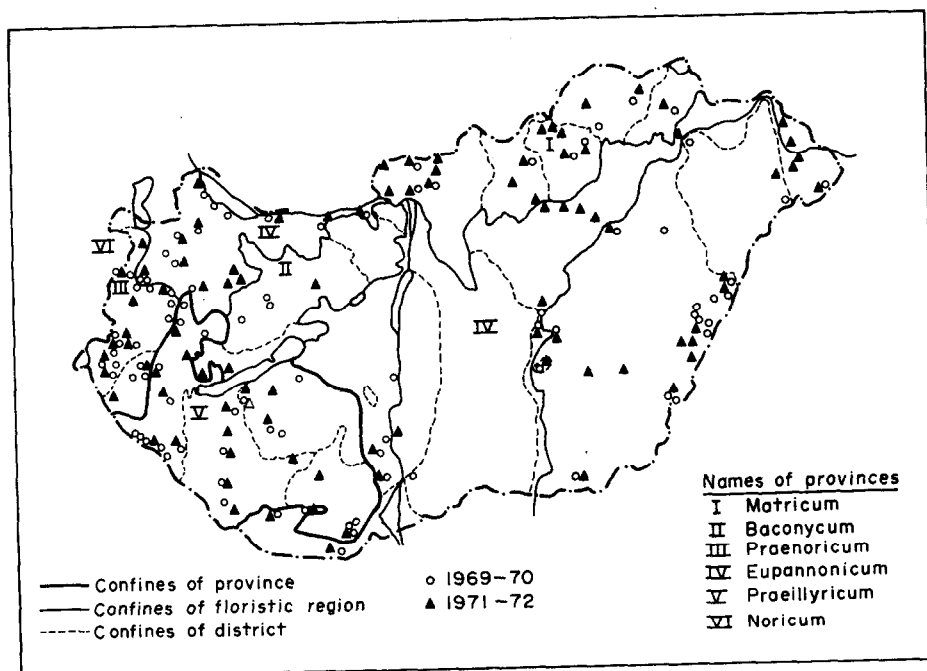 I
VI
IV
II
III
IV
V
Names of provinces
I Matricum
II Baconycum
III Praenoricum
IV Eupannonicum
V Praeillyricum
VI Noricum
Confines of province
Confines of floristic region
Confines of district
1969-70
1971-72